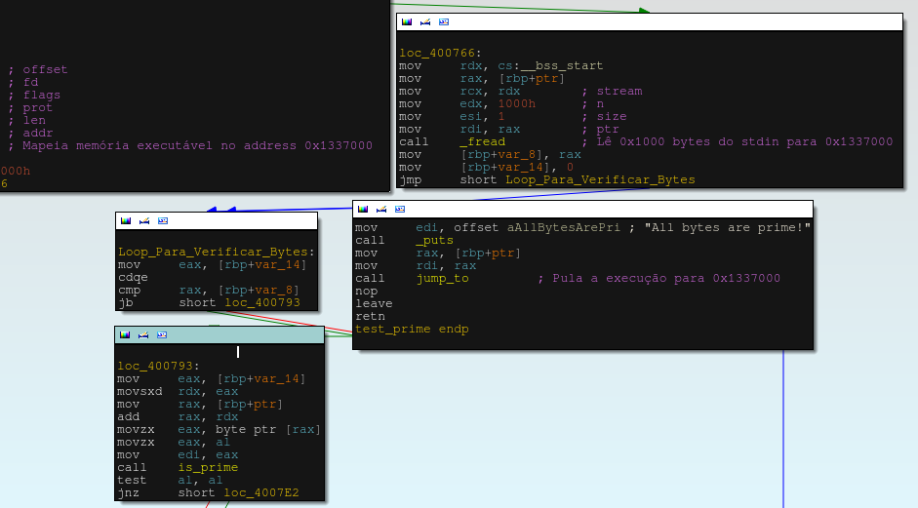 ; offset
; fd
; flags
; prot
; len
; addr
; Mapeia memória executável no address 0x1337000
000h
6
loc_400766:
mov rdx, cs:__bss_start
mov rax, [rbp+ptr]
mov rcx, rdx ; stream
mov edx, 1000h ; n
mov esi, 1 ; size
mov rdi, rax ; ptr
call _fread ; Lê 0x1000 bytes do stdin para 0x1337000
mov [rbp+var_8], rax
mov [rbp+var_14], 0
jmp short Loop_Para_Verificar_Bytes
Loop_Para_Verificar_Bytes:
mov eax, [rbp+var_14]
cdqe
cmp rax, [rbp+var_8]
jb short loc_400793
mov edi, offset aAllBytesArePri ; "All bytes are prime!"
call _puts
mov rax, [rbp+ptr]
mov rdi, rax
call jump_to ; Pula a execução para 0x1337000
nop
leave
retn
test_prime endp
loc_400793:
mov eax, [rbp+var_14]
movsxd rdx, eax
mov rax, [rbp+ptr]
add rax, rdx
movzx eax, byte ptr [rax]
movzx eax, al
mov edi, eax
call is_prime
test al, al
jnz short loc_4007E2